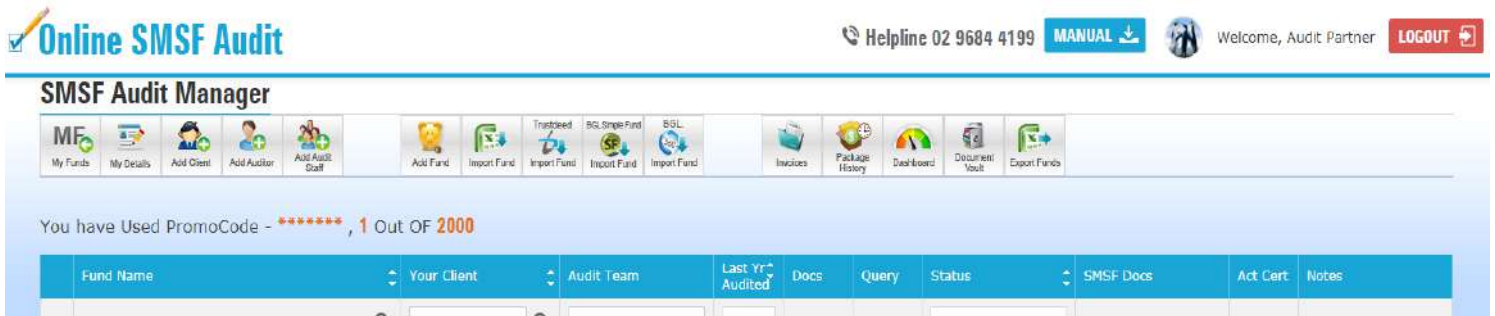 Online SMSF Audit
Helpline 02 9684 4199
MANUAL
Welcome, Audit Partner
LOGOUT
SMSF Audit Manager
MF
My Funds
My Details
Add Client
Add Auditor
Add Audit Staff
Add Fund
Import Fund
Trustdeed
Import Fund
BGL Simple Fund
SF
Import Fund
BGL
Import Fund
Invoices
Package History
Dashboard
Document Vault
Export Funds
You have Used PromoCode - ******* , 1 Out OF 2000
Fund Name
Your Client
Audit Team
Last Yr Audited
Docs
Query
Status
SMSF Docs
Act Cert
Notes